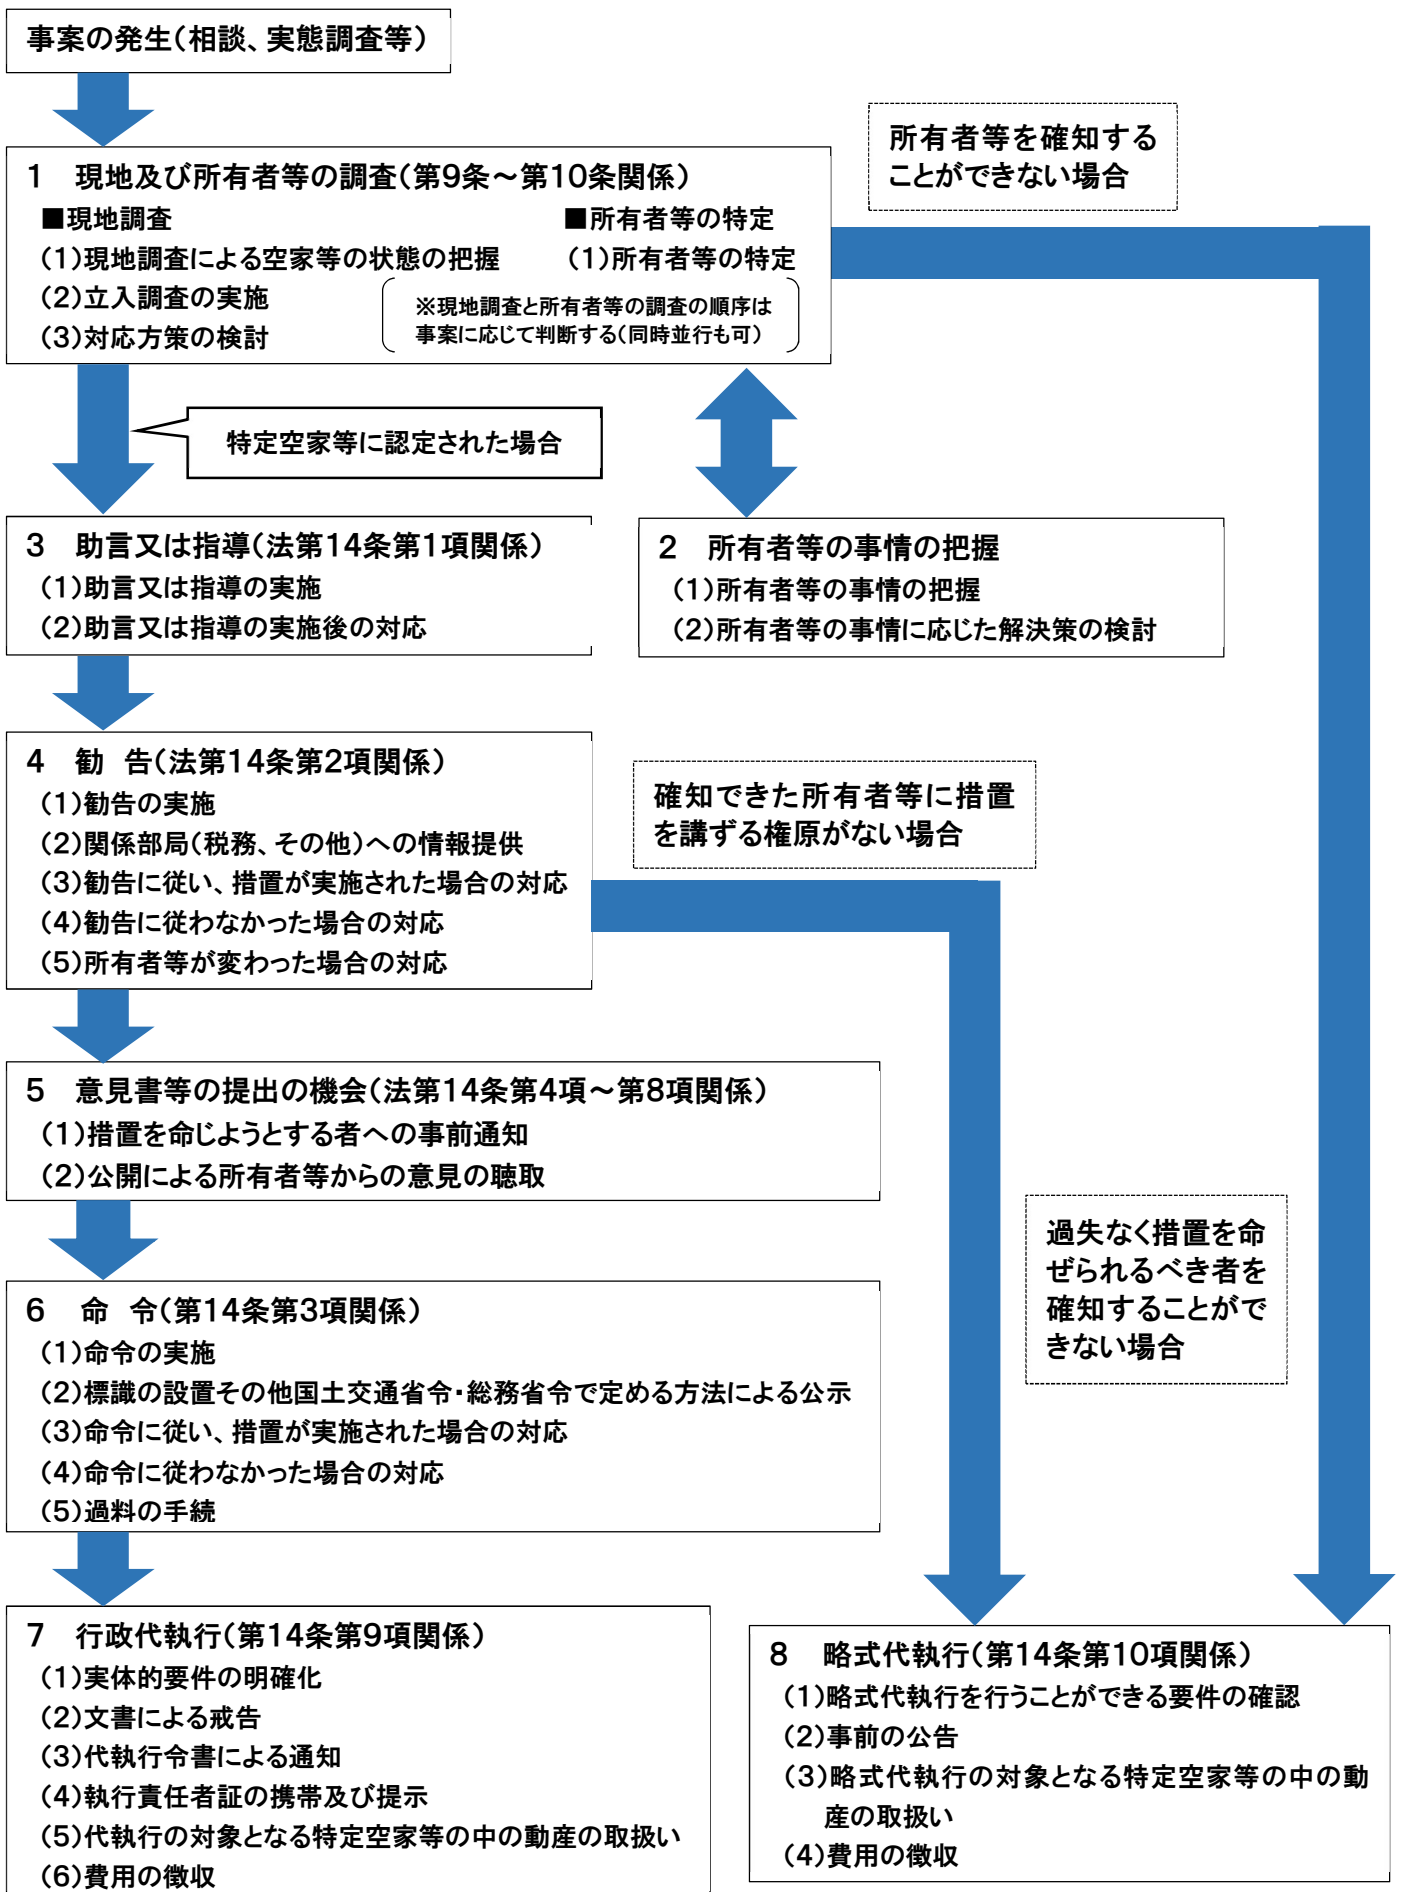 事案の発生（相談、実態調査等）
所有者等を確知する
ことができない場合
1　現地及び所有者等の調査（第9条～第10条関係）
■現地調査
■所有者等の特定
（1）現地調査による空家等の状態の把握
（1）所有者等の特定
（2）立入調査の実施
（3）対応方策の検討
※現地調査と所有者等の調査の順序は
事案に応じて判断する（同時並行も可）
特定空家等に認定された場合
3　助言又は指導（法第14条第1項関係）
（1）助言又は指導の実施
（2）助言又は指導の実施後の対応
2　所有者等の事情の把握
（1）所有者等の事情の把握
（2）所有者等の事情に応じた解決策の検討
4　勧　告（法第14条第2項関係）
（1）勧告の実施
（2）関係部局（税務、その他）への情報提供
（3）勧告に従い、措置が実施された場合の対応
（4）勧告に従わなかった場合の対応
（5）所有者等が変わった場合の対応
確知できた所有者等に措置
を講ずる権原がない場合
5　意見書等の提出の機会（法第14条第4項～第8項関係）
（1）措置を命じようとする者への事前通知
（2）公開による所有者等からの意見の聴取
過失なく措置を命
ぜられるべき者を
確知することがで
きない場合
6　命　令（第14条第3項関係）
（1）命令の実施
（2）標識の設置その他国土交通省令・総務省令で定める方法による公示
（3）命令に従い、措置が実施された場合の対応
（4）命令に従わなかった場合の対応
（5）過料の手続
7　行政代執行（第14条第9項関係）
（1）実体的要件の明確化
（2）文書による戒告
（3）代執行令書による通知
（4）執行責任者証の携帯及び提示
（5）代執行の対象となる特定空家等の中の動産の取扱い
（6）費用の徴収
8　略式代執行（第14条第10項関係）
（1）略式代執行を行うことができる要件の確認
（2）事前の公告
（3）略式代執行の対象となる特定空家等の中の動
産の取扱い
（4）費用の徴収